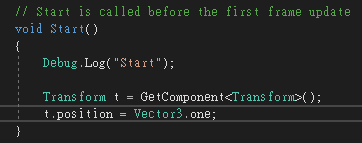 // Start is called before the first frame update
void Start()
{
    Debug.Log("Start");

    Transform t = GetComponent<Transform>();
    t.position = Vector3.one;
}